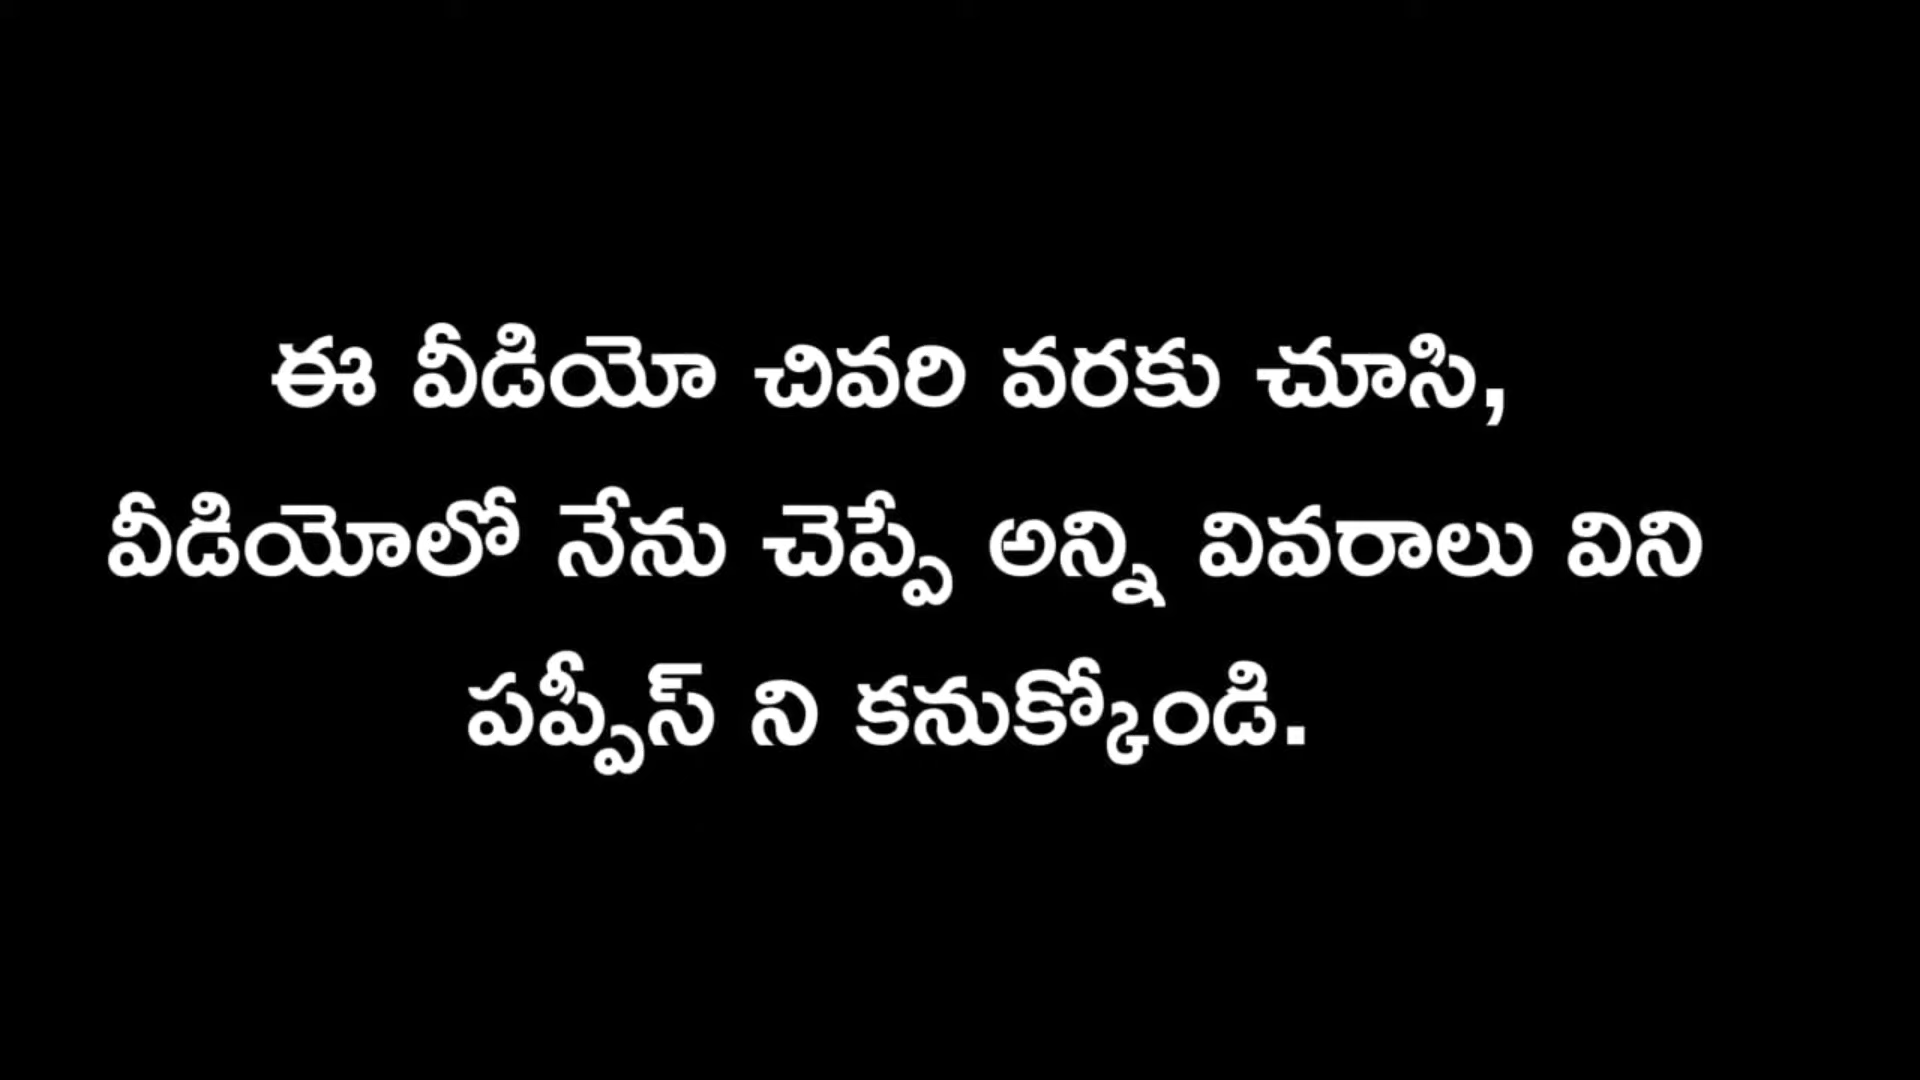 ఈ వీడియో చివరి వరకు చూసి,
వీడియోలో నేను చెప్పే అన్ని వివరాలు విని
పప్పీస్ ని కనుక్కోండి.